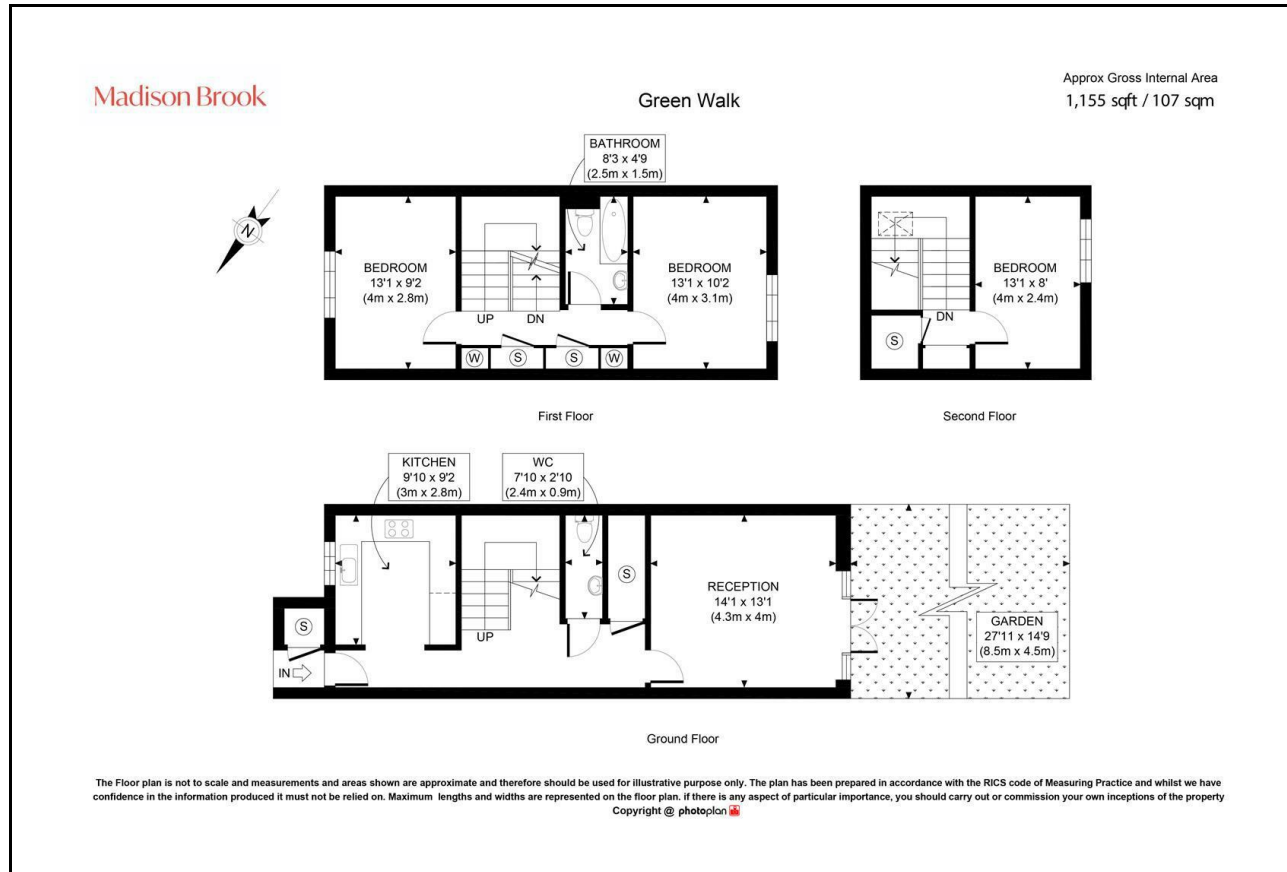 Madison Brook
Green Walk
Approx Gross Internal Area
1,155 sqft / 107 sqm
BATHROOM
8'3 x 4'9
(2.5m x 1.5m)
N
BEDROOM
13'1 x 9'2
(4m x 2.8m)
BEDROOM
13'1 x 10'2
(4m x 3.1m)
UP
DN
W
S
S
W
First Floor
BEDROOM
13'1 x 8'
(4m x 2.4m)
DN
S
Second Floor
KITCHEN
9'10 x 9'2
(3m x 2.8m)
WC
7'10 x 2'10
(2.4m x 0.9m)
S
RECEPTION
14'1 x 13'1
(4.3m x 4m)
S
UP
IN
GARDEN
27'11 x 14'9
(8.5m x 4.5m)
Ground Floor
The Floor plan is not to scale and measurements and areas shown are approximate and therefore should be used for illustrative purpose only. The plan has been prepared in accordance with the RICS code of Measuring Practice and whilst we have
confidence in the information produced it must not be relied on. Maximum lengths and widths are represented on the floor plan. if there is any aspect of particular importance, you should carry out or commission your own inceptions of the property
Copyright @ photoplan